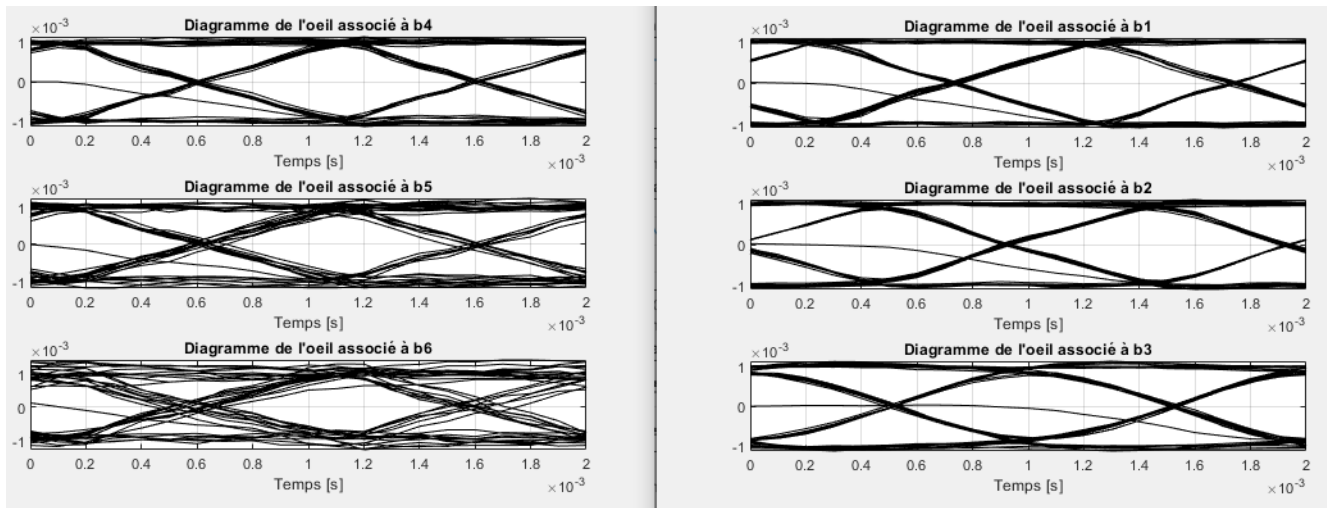 Diagramme de l'oeil associé à b4
×10-3
1
0
-1
0 0.2 0.4 0.6 0.8 1 1.2 1.4 1.6 1.8 2
Temps [s]
×10-3
Diagramme de l'oeil associé à b5
×10-3
1
0
-1
0 0.2 0.4 0.6 0.8 1 1.2 1.4 1.6 1.8 2
Temps [s]
×10-3
Diagramme de l'oeil associé à b6
×10-3
1
0
-1
0 0.2 0.4 0.6 0.8 1 1.2 1.4 1.6 1.8 2
Temps [s]
×10-3
Diagramme de l'oeil associé à b1
×10-3
1
0
-1
0 0.2 0.4 0.6 0.8 1 1.2 1.4 1.6 1.8 2
Temps [s]
×10-3
Diagramme de l'oeil associé à b2
×10-3
1
0
-1
0 0.2 0.4 0.6 0.8 1 1.2 1.4 1.6 1.8 2
Temps [s]
×10-3
Diagramme de l'oeil associé à b3
×10-3
1
0
-1
0 0.2 0.4 0.6 0.8 1 1.2 1.4 1.6 1.8 2
Temps [s]
×10-3